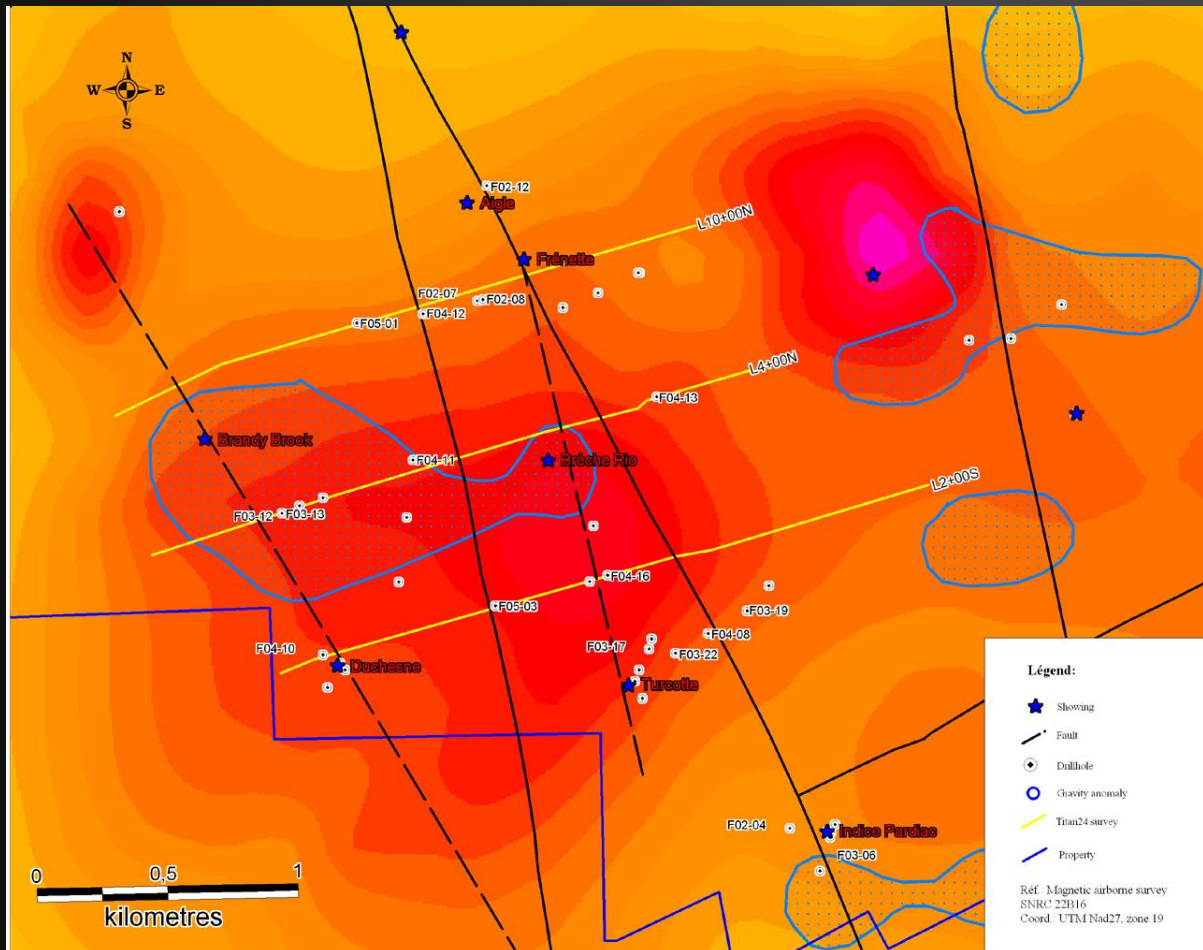 N
W E
S
F02-12
Aigle
L10+00N
Frénette
F02-07
F02-08
F04-12
F05-01
L4+00N
F04-13
Brandy Brook
F04-11
Brèche Rio
L2+00S
F03-12
F03-13
F04-16
F05-03
F03-19
F04-08
F03-17
F04-10
F03-22
Duchesne
Turcotte
F02-04
Indice Pardiac
F03-06
0 0,5 1
kilometres
Légend:
Showing
Fault
Drillhole
Gravity anomaly
Titan24 survey
Property
Réf.: Magnetic airborne survey
SNRC 22B16
Coord.: UTM Nad27, zone 19